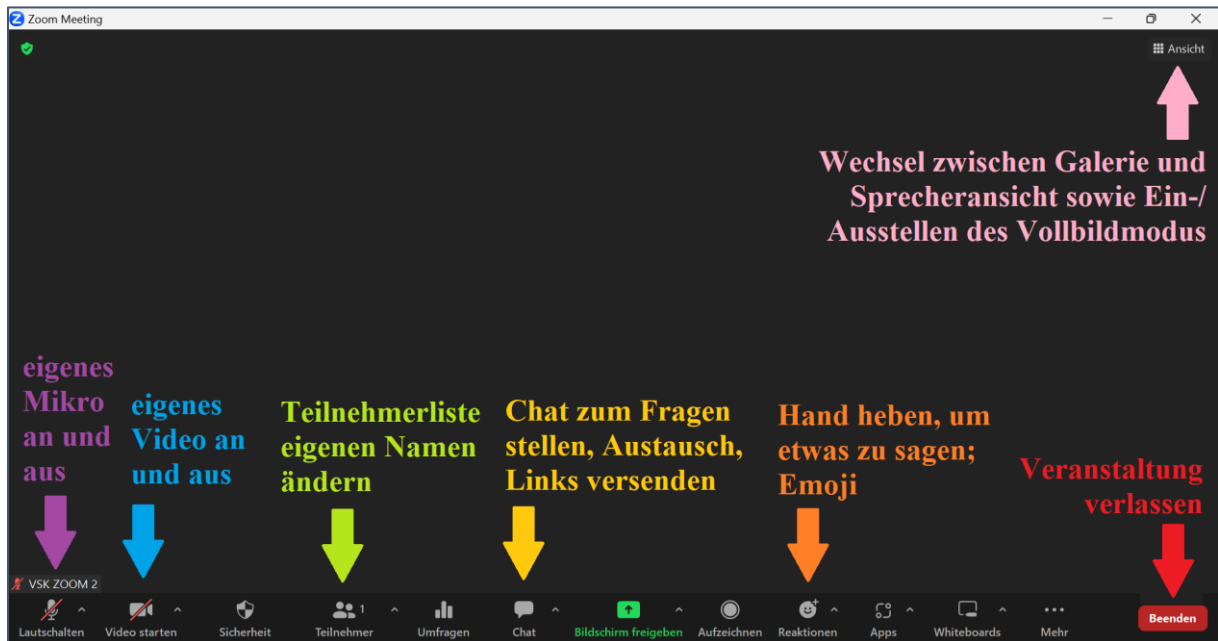 Zoom Meeting
Ansicht
Wechsel zwischen Galerie und
Sprecheransicht sowie Ein-/
Ausstellen des Vollbildmodus
eigenes
Mikro
an und
aus
eigenes
Video an
und aus
Teilnehmerliste
eigenen Namen
ändern
Chat zum Fragen
stellen, Austausch,
Links versenden
Hand heben, um
etwas zu sagen;
Emoji
Veranstaltung
verlassen
VSK ZOOM 2
1
Lautschalten Video starten Sicherheit Teilnehmer Umfragen Chat Bildschirm freigeben Aufzeichnen Reaktionen Apps Whiteboards Mehr Beenden